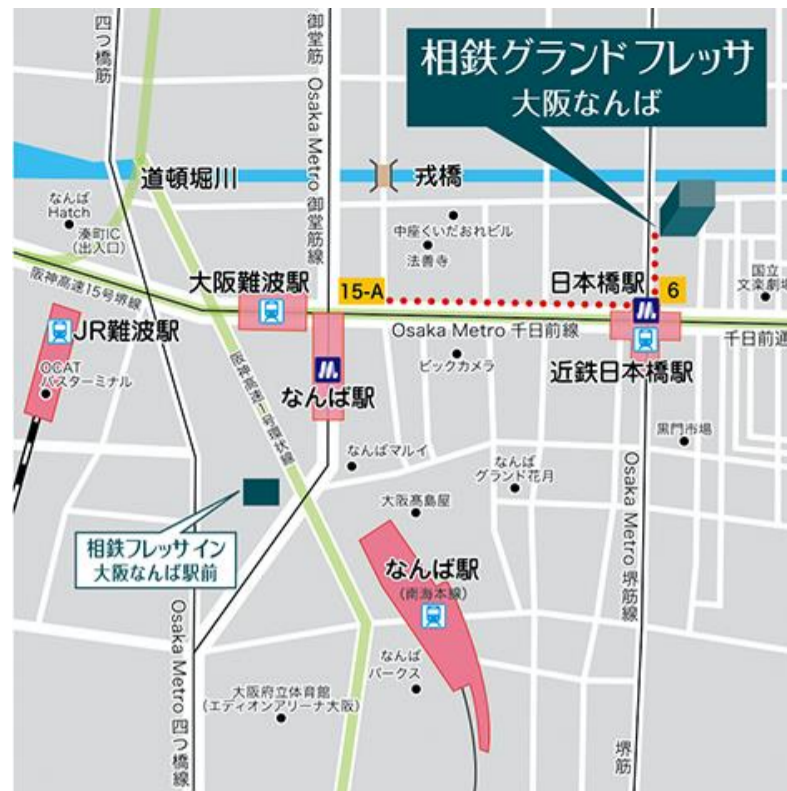 四つ橋筋
御堂筋
Osaka Metro 御堂筋線
相鉄グランドフレッサ
大阪なんば
道頓堀川
戎橋
なんば
Hatch
湊町IC
(出入口)
中座くいだおれビル
法善寺
阪神高速15号堺線
大阪難波駅
15-A
日本橋駅
6
国立
文楽劇場
JR難波駅
Osaka Metro 千日前線
千日前通
OCAT
バスターミナル
なんば駅
ビックカメラ
近鉄日本橋駅
阪神高速1号環状線
黒門市場
なんばマルイ
なんば
グランド花月
大阪髙島屋
Osaka Metro 堺筋線
相鉄フレッサイン
大阪なんば駅前
なんば駅
(南海本線)
Osaka Metro 四つ橋線
なんば
パークス
大阪府立体育館
(エディオンアリーナ大阪)
堺筋